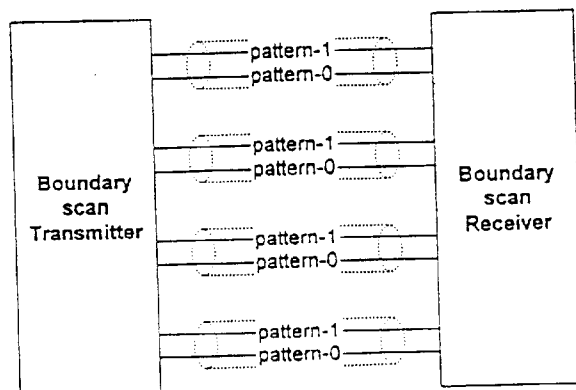 pattern-1
pattern-0
pattern-1
pattern-0
Boundary
scan
Transmitter
Boundary
scan
Receiver
pattern-1
pattern-0
pattern-1
pattern-0